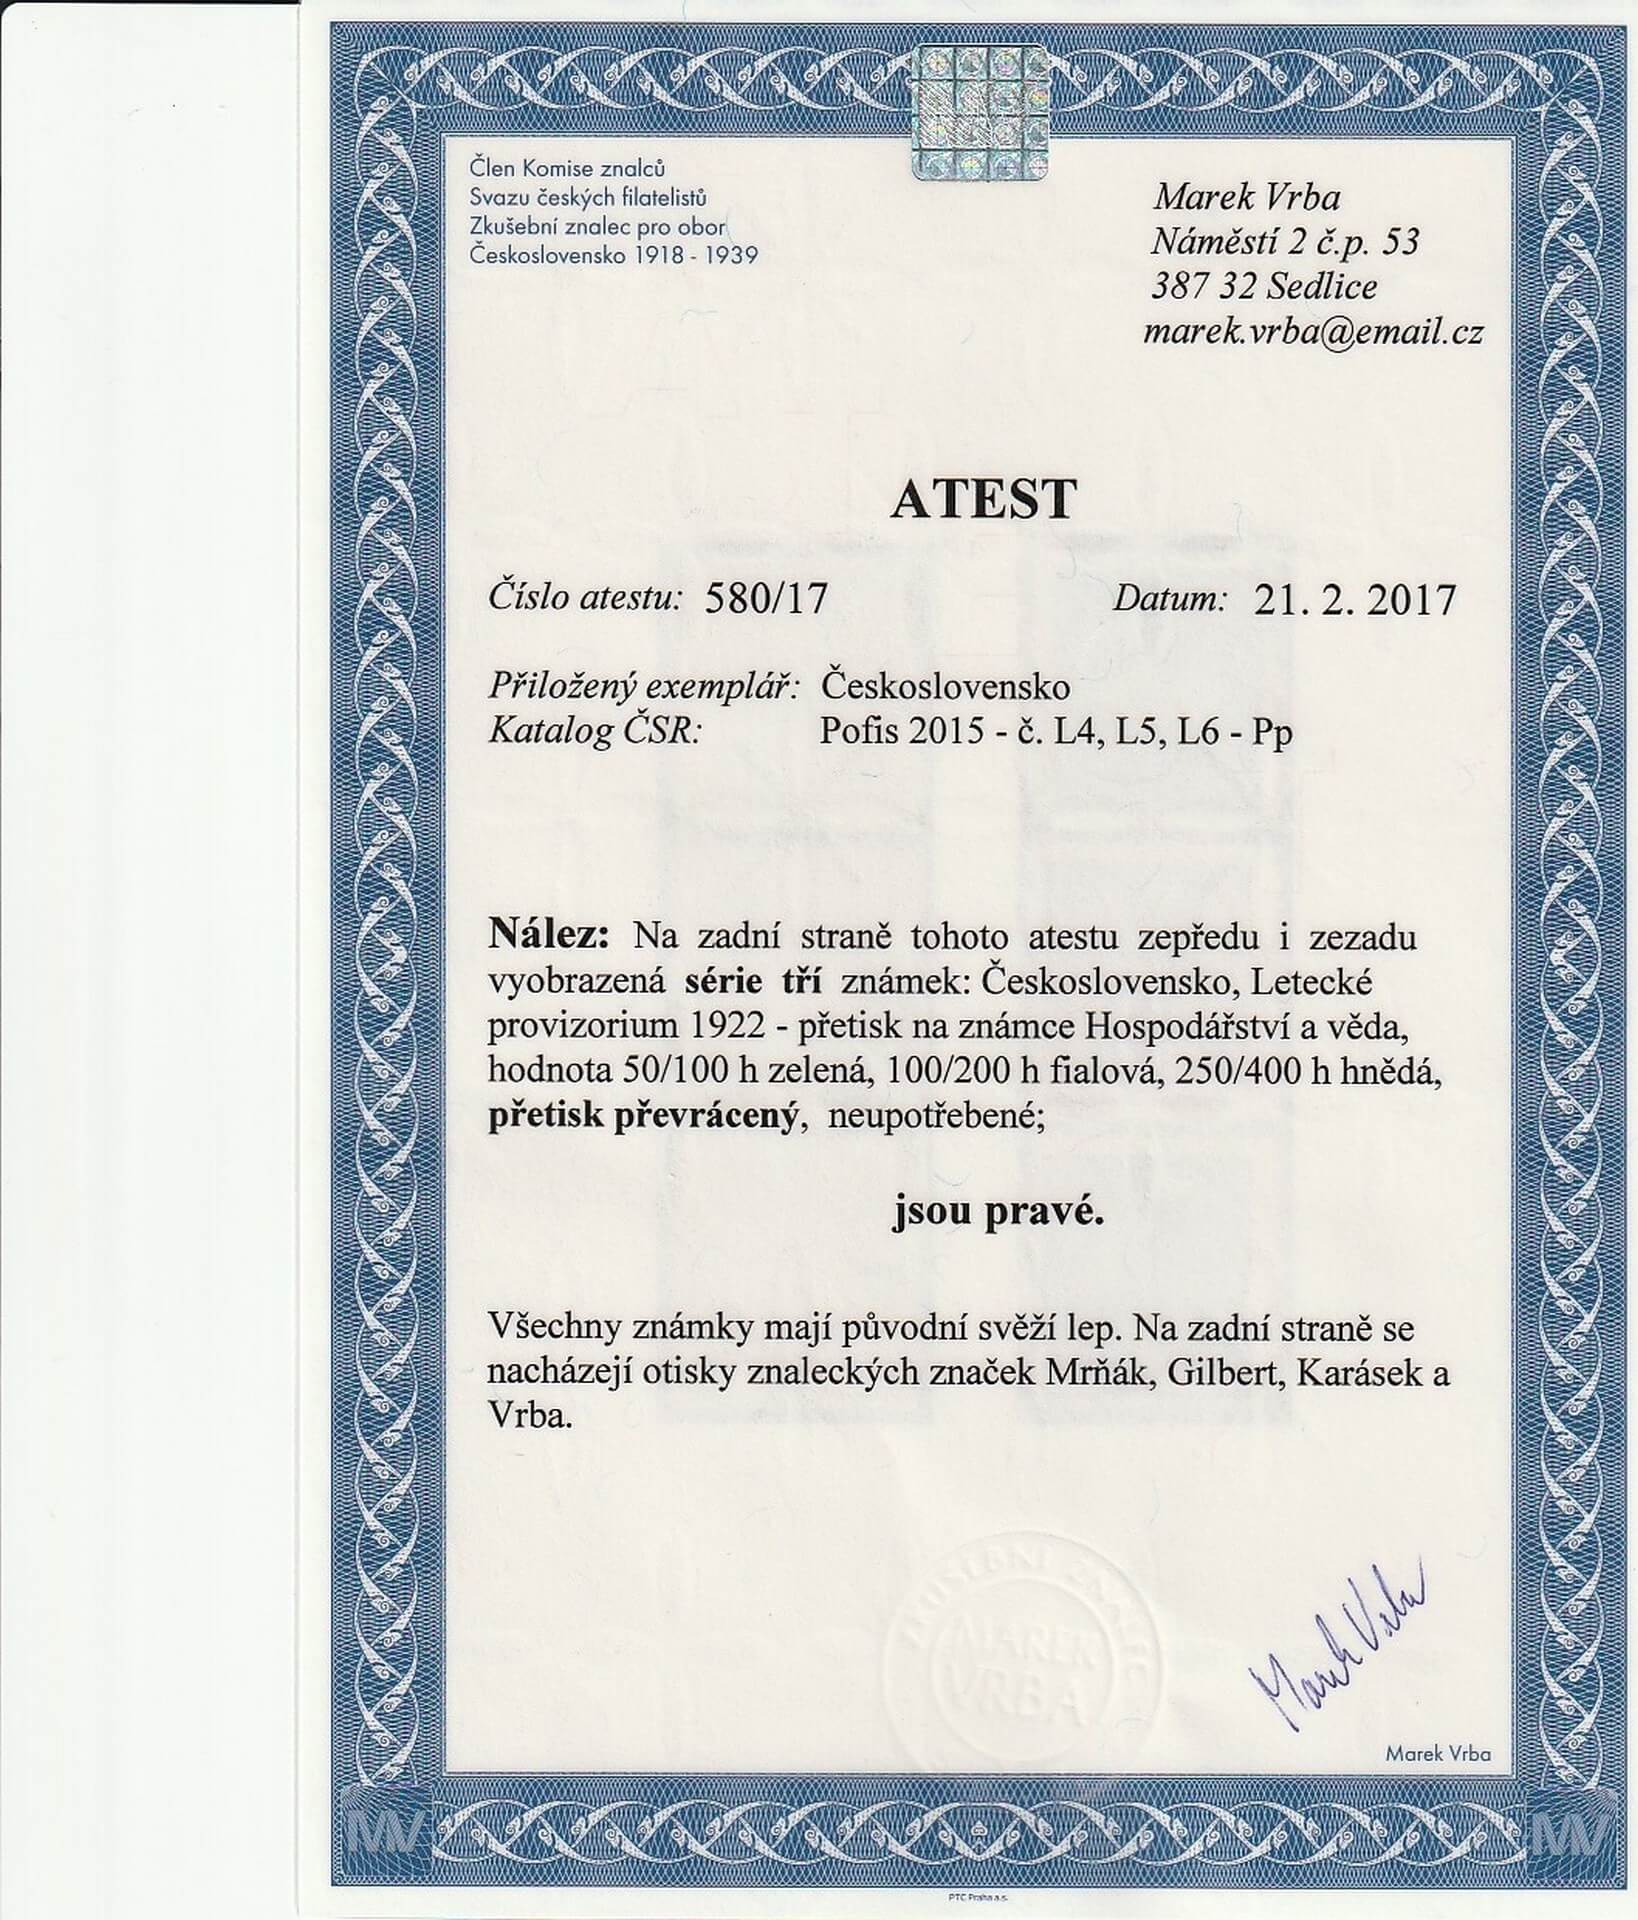 Člen Komise znalců
Svazu českých filatelistů
Zkušební znalec pro obor
Československo 1918 - 1939
Marek Vrba
Náměstí 2 č.p. 53
387 32 Sedlice
marek.vrba@email.cz
ATEST
Číslo atestu: 580/17 Datum: 21. 2. 2017
Přiložený exemplář: Československo
Katalog ČSR: Pofis 2015 - č. L4, L5, L6 - Pp
Nález: Na zadní straně tohoto atestu zepředu i zezadu
vyobrazená série tří známek: Československo, Letecké
provizorium 1922 - přetisk na známce Hospodářství a věda,
hodnota 50/100 h zelená, 100/200 h fialová, 250/400 h hnědá,
přetisk převrácený, neupotřebené;
jsou pravé.
Všechny známky mají původní svěží lep. Na zadní straně se
nacházejí otisky znaleckých značek Mrňák, Gilbert, Karásek a
Vrba.
ZKUŠEBNÍ ZNALEC
MAREK
VRBA
Marek Vrba
Marek Vrba
MV
MV
PTC Praha a.s.